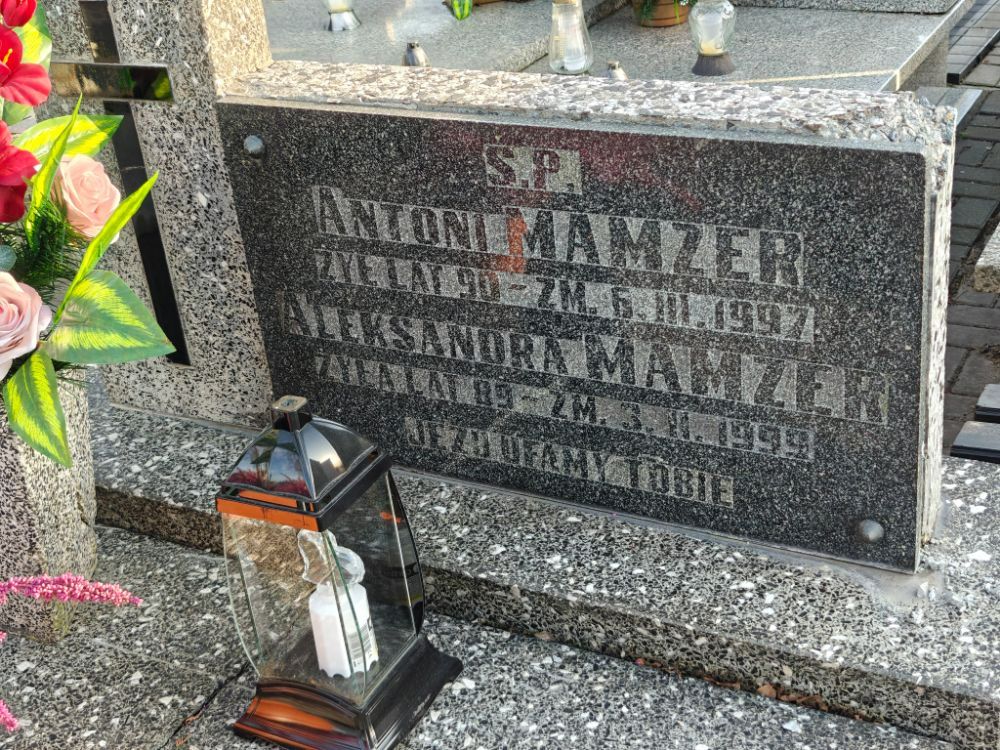 Ś.P.
ANTONI MAMZER
ŻYŁ LAT 90 - ZM. 6. III. 1997
ALEKSANDRA MAMZER
ŻYŁA LAT 89 - ZM. 3. II. 1999
JEZU UFAMY TOBIE